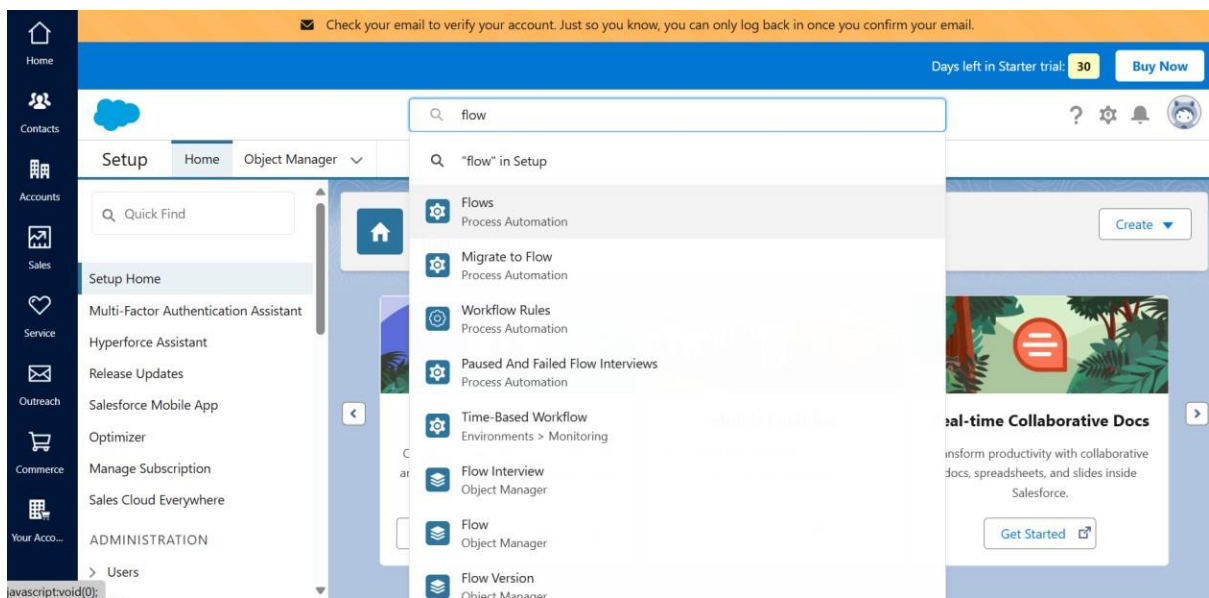 Check your email to verify your account. Just so you know, you can only log back in once you confirm your email.
Days left in Starter trial: 30
Buy Now
Home
Contacts
Accounts
Sales
Service
Outreach
Commerce
Your Acco...
flow
"flow" in Setup
Flows
Process Automation
Migrate to Flow
Process Automation
Workflow Rules
Process Automation
Paused And Failed Flow Interviews
Process Automation
Time-Based Workflow
Environments > Monitoring
Flow Interview
Object Manager
Flow
Object Manager
Flow Version
Object Manager
Setup
Home
Object Manager
Quick Find
Setup Home
Multi-Factor Authentication Assistant
Hyperforce Assistant
Release Updates
Salesforce Mobile App
Optimizer
Manage Subscription
Sales Cloud Everywhere
ADMINISTRATION
> Users
javascript:void(0);
Create
eal-time Collaborative Docs
nsform productivity with collaborative
docs, spreadsheets, and slides inside
Salesforce.
Get Started